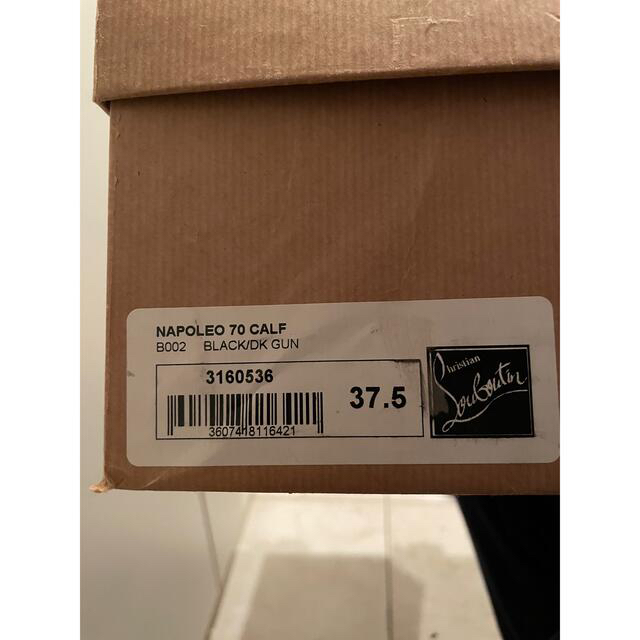 NAPOLEO 70 CALF
B002 BLACK/DK GUN
3160536
37.5
3607418116421
Christian
Louboutin